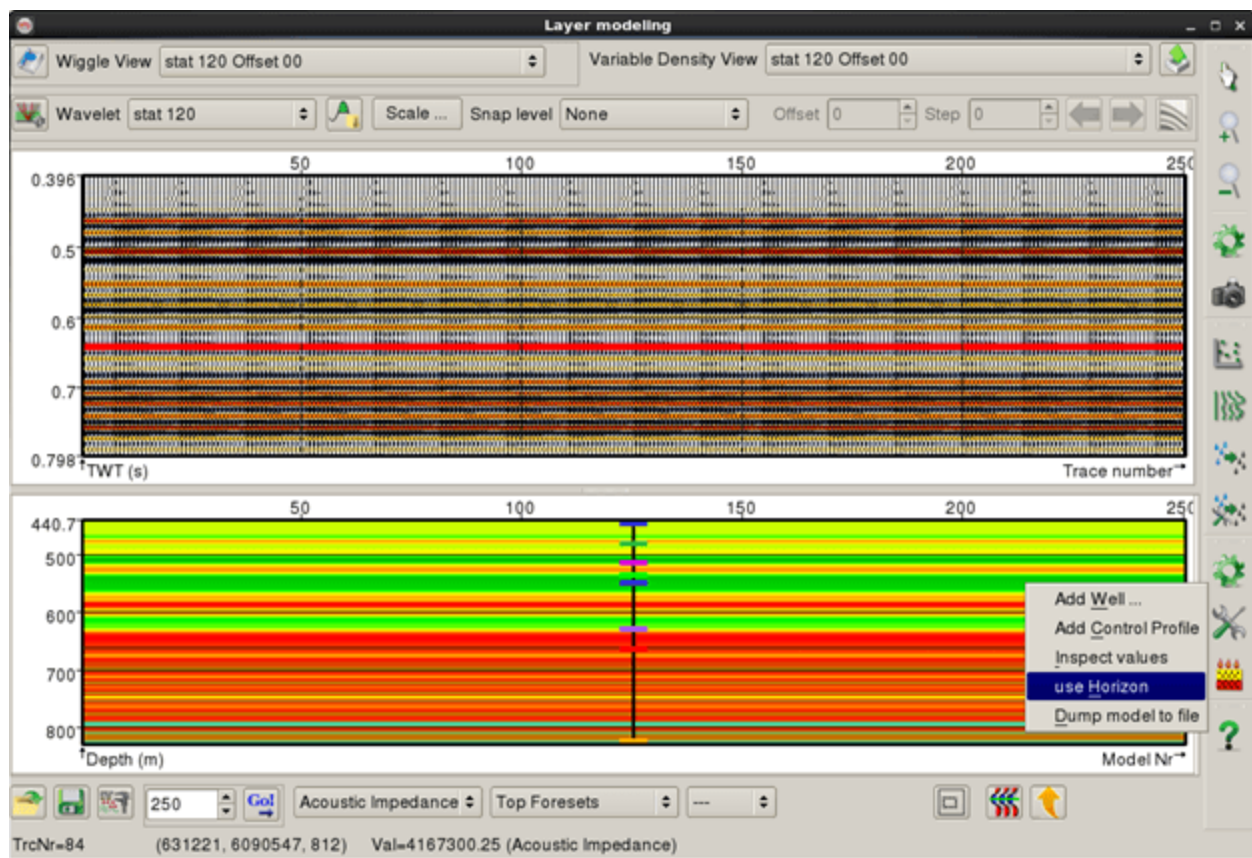 Layer modeling
Wiggle View stat 120 Offset 00 Variable Density View stat 120 Offset 00
Wavelet stat 120 Scale ... Snap level None Offset 0 Step 0
50 100 150 200 250
0.396
0.5
0.6
0.7
0.798
TWT (s) Trace number
50 100 150 200 250
440.7
500
600
700
800
Depth (m) Model Nr
Add Well ...
Add Control Profile
Inspect values
use Horizon
Dump model to file
250 Go! Acoustic Impedance Top Foresets ---
TrcNr=84 (631221, 6090547, 812) Val=4167300.25 (Acoustic Impedance)